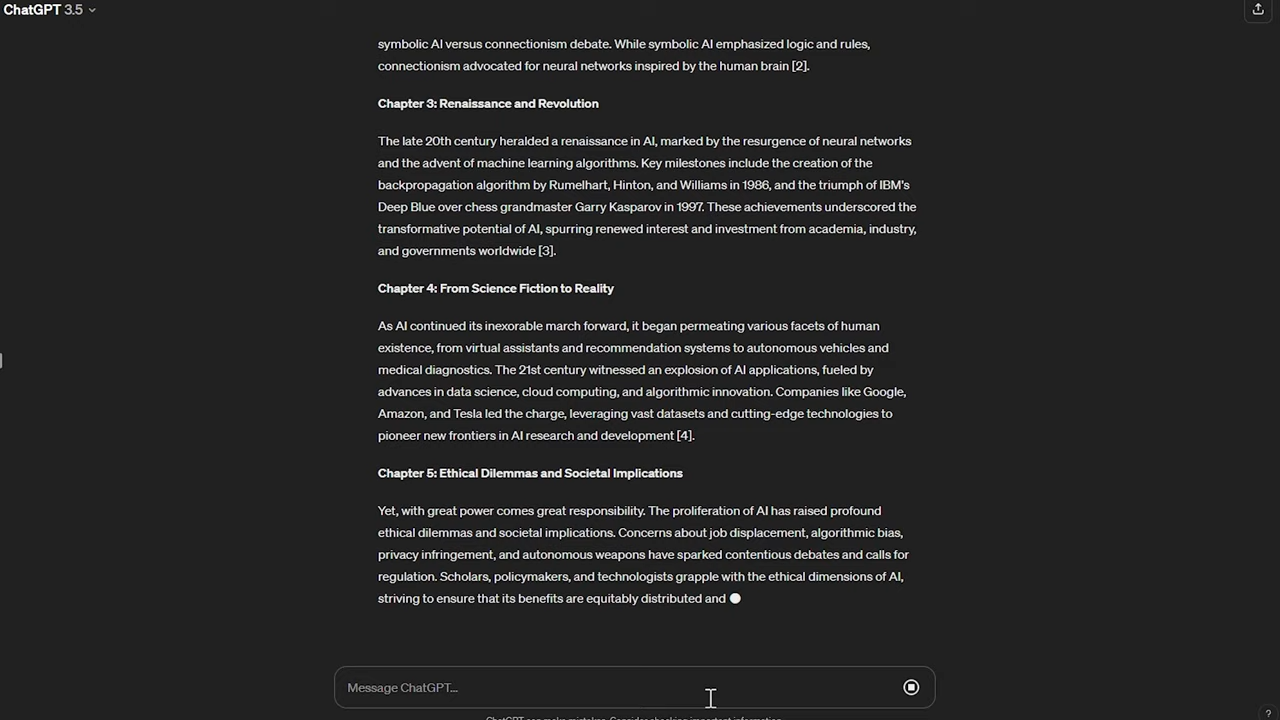 ChatGPT 3.5
symbolic AI versus connectionism debate. While symbolic AI emphasized logic and rules,
connectionism advocated for neural networks inspired by the human brain [2].
Chapter 3: Renaissance and Revolution
The late 20th century heralded a renaissance in AI, marked by the resurgence of neural networks
and the advent of machine learning algorithms. Key milestones include the creation of the
backpropagation algorithm by Rumelhart, Hinton, and Williams in 1986, and the triumph of IBM's
Deep Blue over chess grandmaster Garry Kasparov in 1997. These achievements underscored the
transformative potential of AI, spurring renewed interest and investment from academia, industry,
and governments worldwide [3].
Chapter 4: From Science Fiction to Reality
As AI continued its inexorable march forward, it began permeating various facets of human
existence, from virtual assistants and recommendation systems to autonomous vehicles and
medical diagnostics. The 21st century witnessed an explosion of AI applications, fueled by
advances in data science, cloud computing, and algorithmic innovation. Companies like Google,
Amazon, and Tesla led the charge, leveraging vast datasets and cutting-edge technologies to
pioneer new frontiers in AI research and development [4].
Chapter 5: Ethical Dilemmas and Societal Implications
Yet, with great power comes great responsibility. The proliferation of AI has raised profound
ethical dilemmas and societal implications. Concerns about job displacement, algorithmic bias,
privacy infringement, and autonomous weapons have sparked contentious debates and calls for
regulation. Scholars, policymakers, and technologists grapple with the ethical dimensions of AI,
striving to ensure that its benefits are equitably distributed and
Message ChatGPT...
ChatGPT can make mistakes. Consider checking important information.
?